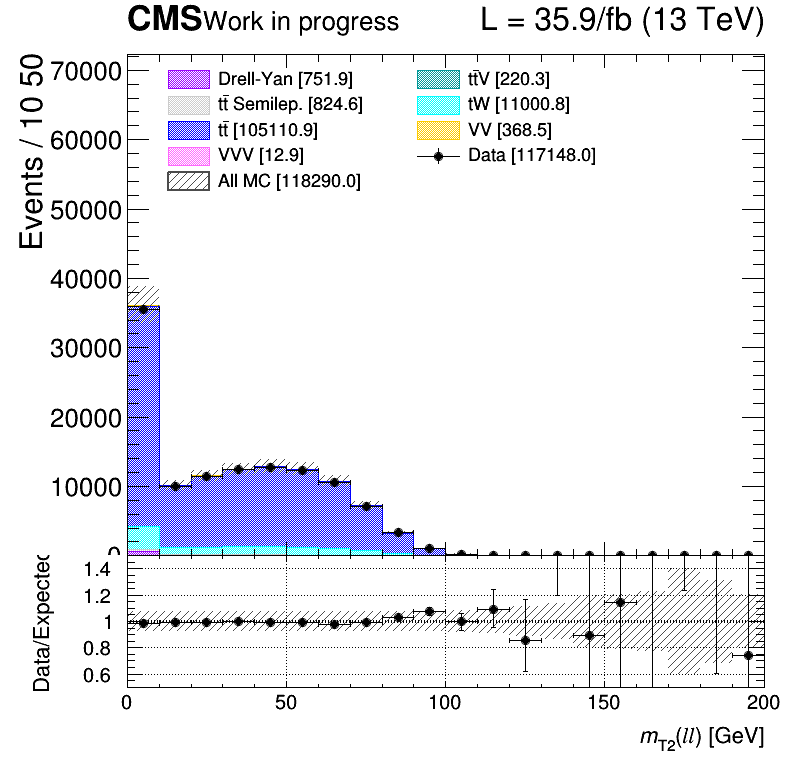 CMS Work in progress L = 35.9/fb (13 TeV)
Events / 10 50
70000
60000
50000
40000
30000
20000
10000
0
Drell-Yan [751.9]
tt̄ Semilep. [824.6]
tt̄ [105110.9]
VVV [12.9]
All MC [118290.0]
tt̄V [220.3]
tW [11000.8]
VV [368.5]
Data [117148.0]
Data/Expected
1.4
1.2
1
0.8
0.6
0 50 100 150 200
m_T2(ll) [GeV]